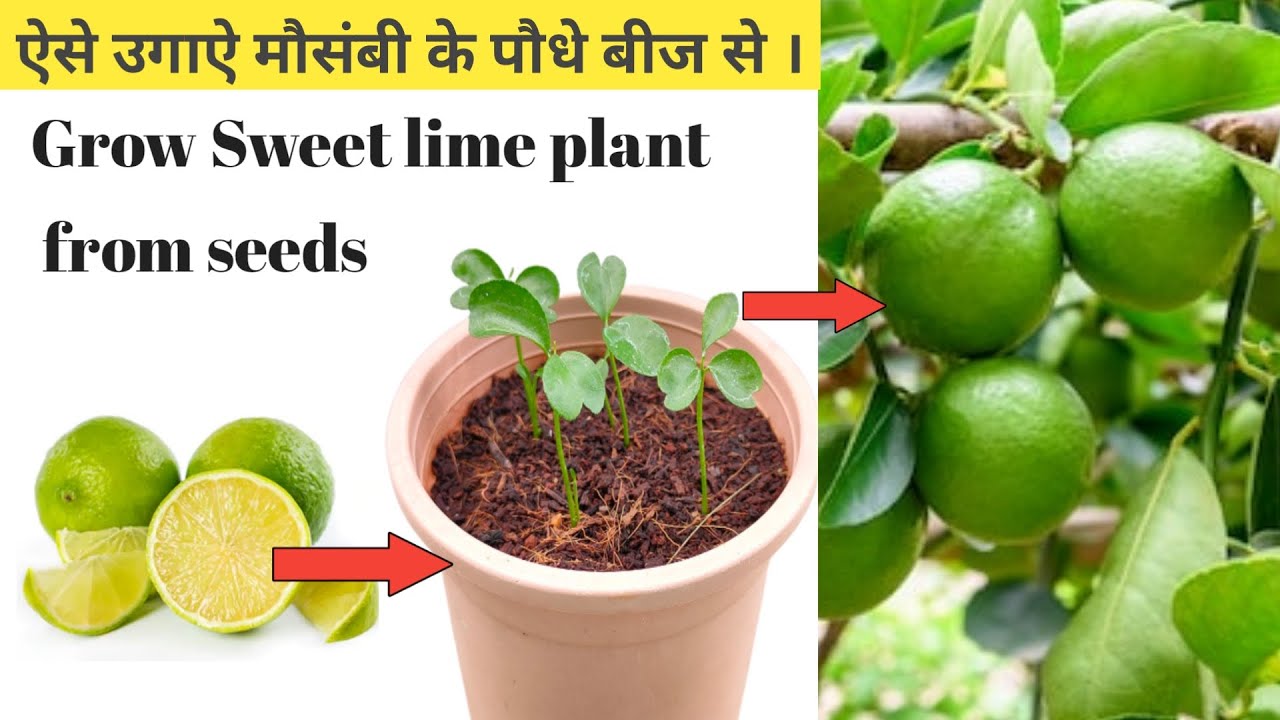 ऐसे उगाऐ मौसंबी के पौधे बीज से ।
Grow Sweet lime plant
from seeds